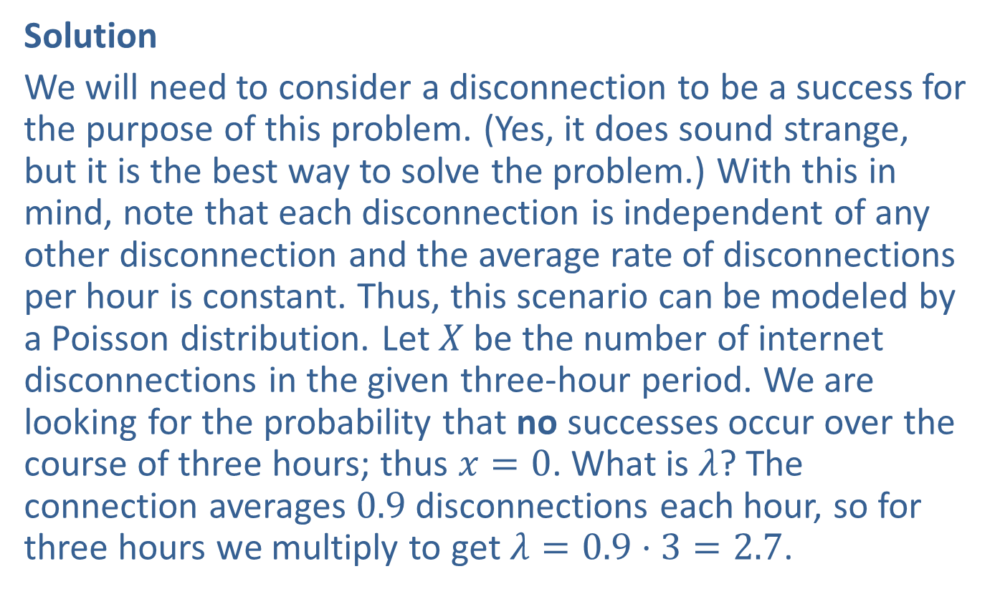 Solution
We will need to consider a disconnection to be a success for
the purpose of this problem. (Yes, it does sound strange,
but it is the best way to solve the problem.) With this in
mind, note that each disconnection is independent of any
other disconnection and the average rate of disconnections
per hour is constant. Thus, this scenario can be modeled by
a Poisson distribution. Let X be the number of internet
disconnections in the given three-hour period. We are
looking for the probability that no successes occur over the
course of three hours; thus x = 0. What is λ? The
connection averages 0.9 disconnections each hour, so for
three hours we multiply to get λ = 0.9 · 3 = 2.7.